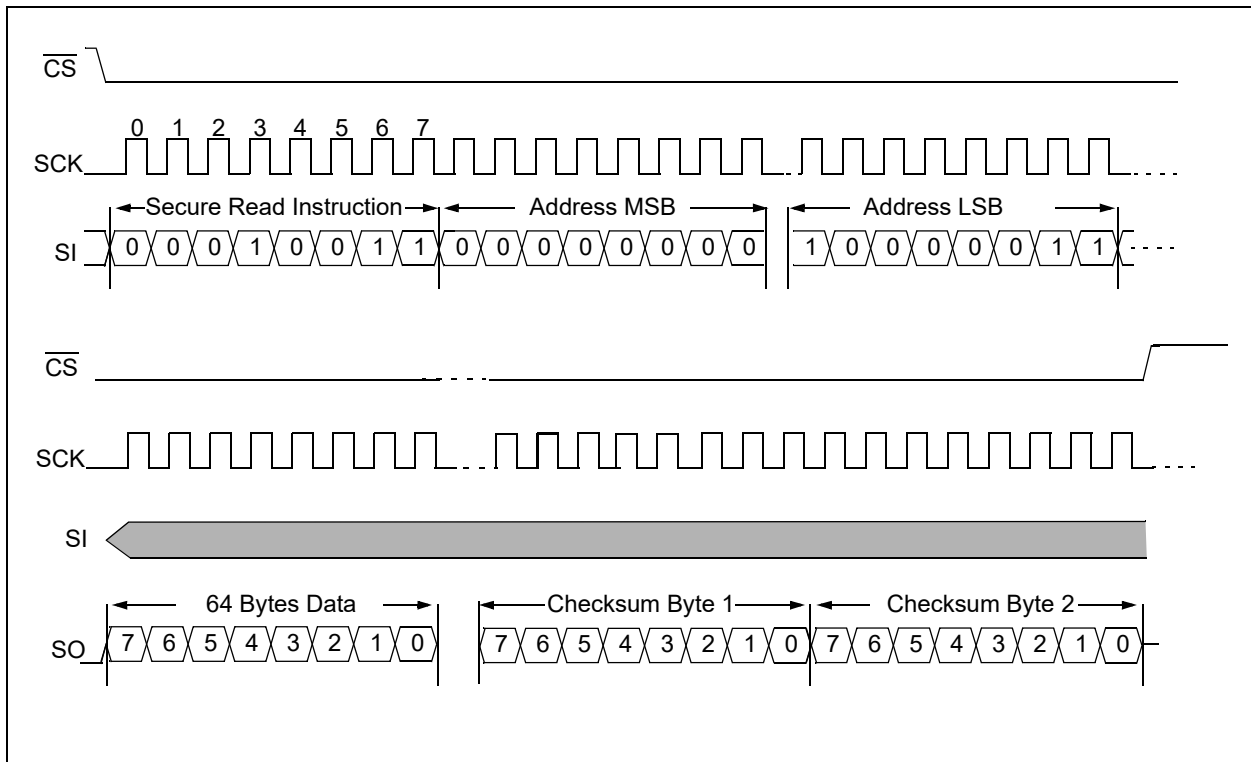 CS
0 1 2 3 4 5 6 7
SCK
Secure Read Instruction Address MSB Address LSB
SI 0 0 0 1 0 0 1 1 0 0 0 0 0 0 0 0 1 0 0 0 0 0 1 1
CS
SCK
SI
64 Bytes Data Checksum Byte 1 Checksum Byte 2
SO 7 6 5 4 3 2 1 0 7 6 5 4 3 2 1 0 7 6 5 4 3 2 1 0